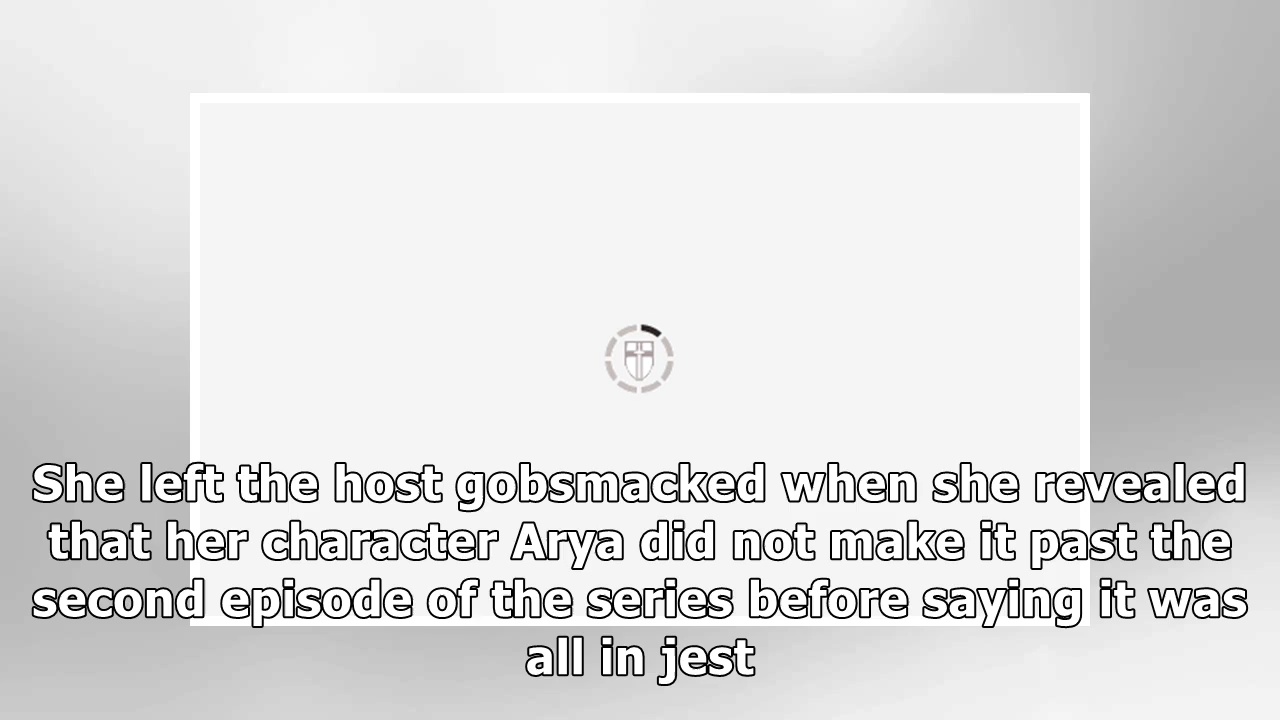 She left the host gobsmacked when she revealed
that her character Arya did not make it past the
second episode of the series before saying it was
all in jest